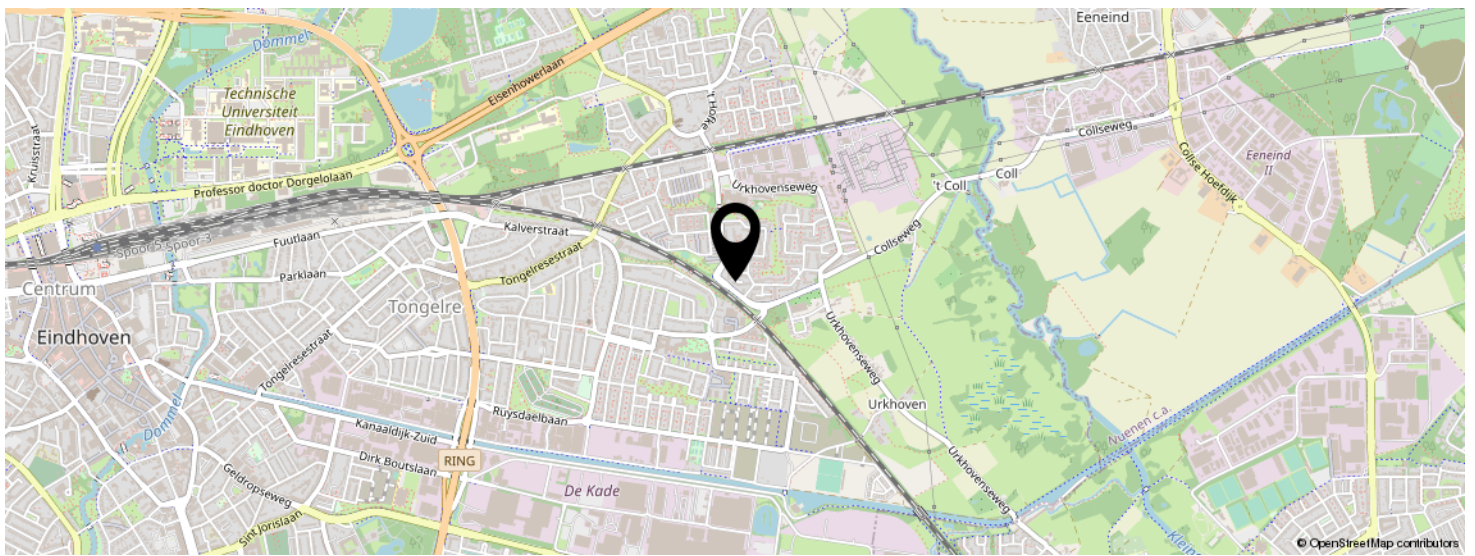 Eeneind
Dommel
Eisenhowerlaan
Technische
Universiteit
Eindhoven
't Hofke
Kruisstraat
Collseweg
Collse Hoefdijk
Eeneind
II
Professor doctor Dorgelolaan
Urkhovenseweg
't Coll
Coll
Spoor 5
Spoor 3
Fuutlaan
Kalverstraat
Collseweg
Tongelresestraat
Parklaan
Centrum
Tongelre
Eindhoven
Tongelresestraat
Urkhovenseweg
Urkhoven
Dommel
Ruysdaelbaan
Kanaaldijk-Zuid
Nuenen c.a.
Dirk Boutslaan
RING
Geldropseweg
De Kade
Urkhovenseweg
Sint Jorislaan
Kleine
© OpenStreetMap contributors